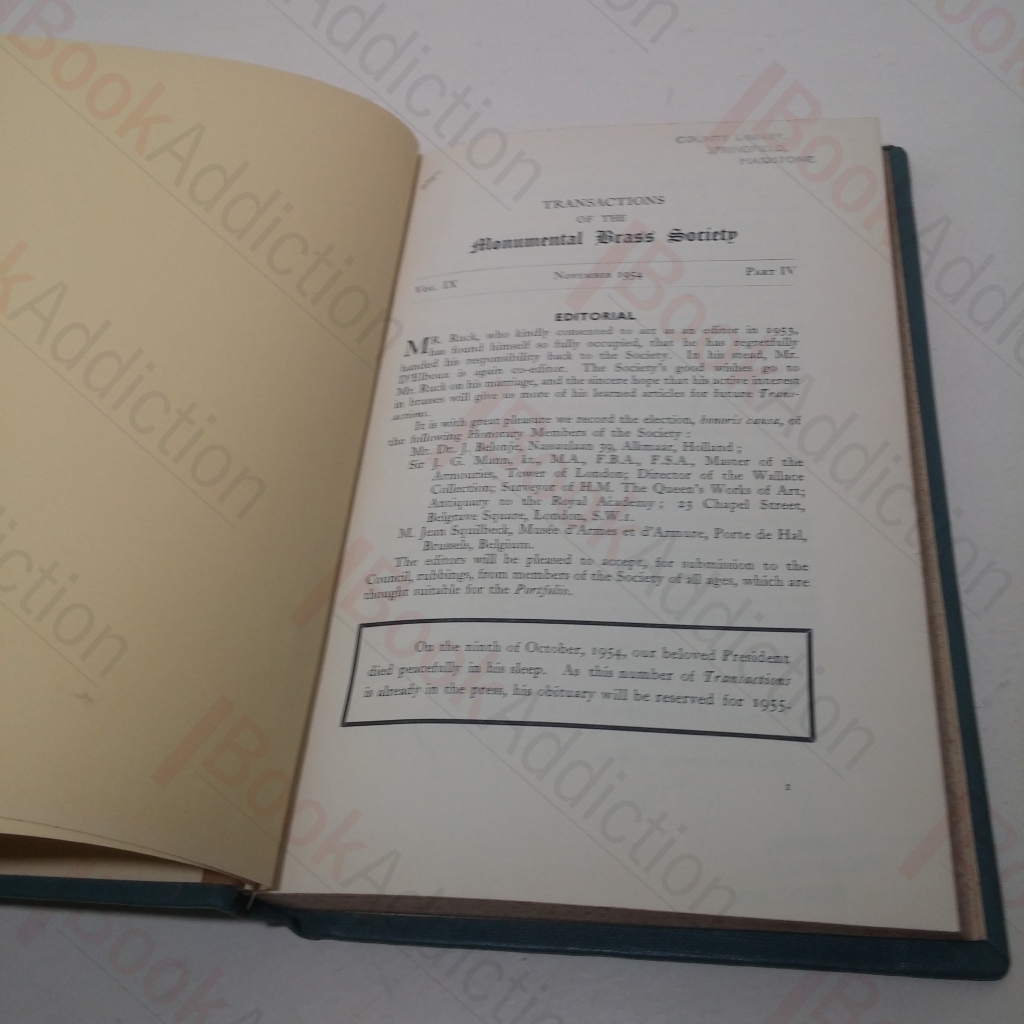 COUNTY LIBRARY,
SPRINGFIELD,
MAIDSTONE.
TRANSACTIONS
OF THE
Monumental Brass Society
VOL. IX November 1954 Part IV
EDITORIAL
MR. Ruck, who kindly consented to act as an editor in 1953,
has found himself so fully occupied, that he has regretfully
handed his responsibility back to the Society. In his stead, Mr.
D'Elboux is again co-editor. The Society's good wishes go to
Mr. Ruck on his marriage, and the sincere hope that his active interest
in brasses will give us more of his learned articles for future Trans-
actions.
It is with great pleasure we record the election, honoris causa, of
the following Honorary Members of the Society :
Mr. Dr. J. Belonje, Nassaulaan 39, Alkmaar, Holland ;
Sir J. G. Mann, kt., M.A., F.B.A., F.S.A., Master of the
Armouries, Tower of London; Director of the Wallace
Collection; Surveyor of H.M. The Queen's Works of Art;
Antiquary to the Royal Academy ; 23 Chapel Street,
Belgrave Square, London, S.W.1.
M. Jean Squilbeck, Musée d'Armes et d'Armure, Porte de Hal,
Brussels, Belgium.
The editors will be pleased to accept, for submission to the
Council, rubbings, from members of the Society of all ages, which are
thought suitable for the Portfolio.
On the ninth of October, 1954, our beloved President
died peacefully in his sleep. As this number of Transactions
is already in the press, his obituary will be reserved for 1955.
1
BookAddiction